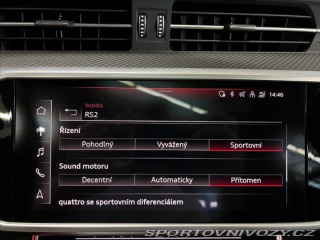 14:46
Vozidlo
RS2
Řízení
Pohodlný Vyvážený Sportovní
Sound motoru
Decentní Automaticky Přítomen
quattro se sportovním diferenciálem
WWW.SPORTOVNIVOZY.CZ